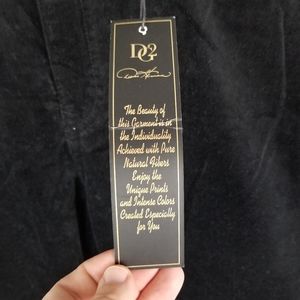 DG2
The Beauty of
this Garment is in
the Individuality
Achieved with Pure
Natural Fibers
Enjoy the
Unique Prints
and Intense Colors
Created Especially
for You